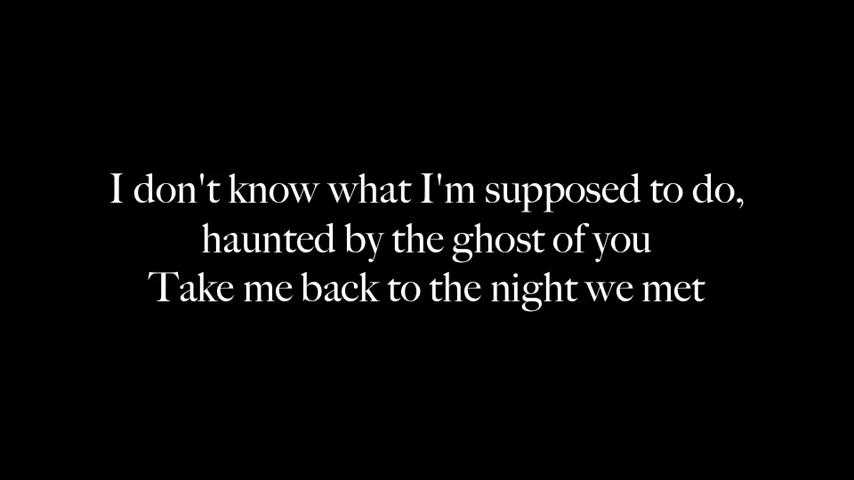 I don't know what I'm supposed to do,
haunted by the ghost of you
Take me back to the night we met